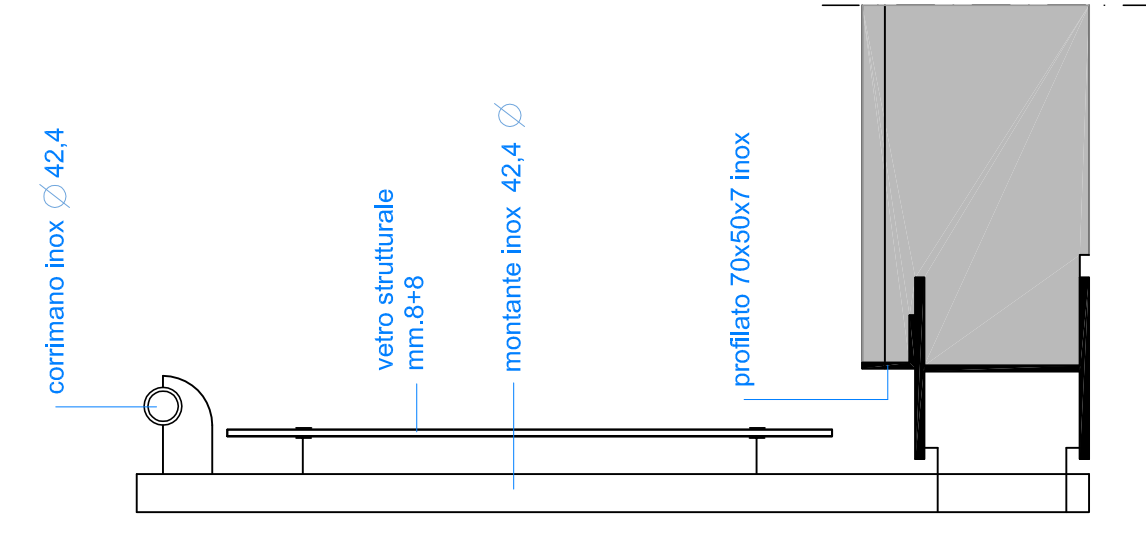 corrimano inox ∅ 42,4
vetro strutturale
mm.8+8
montante inox 42,4 ∅
profilato 70x50x7 inox